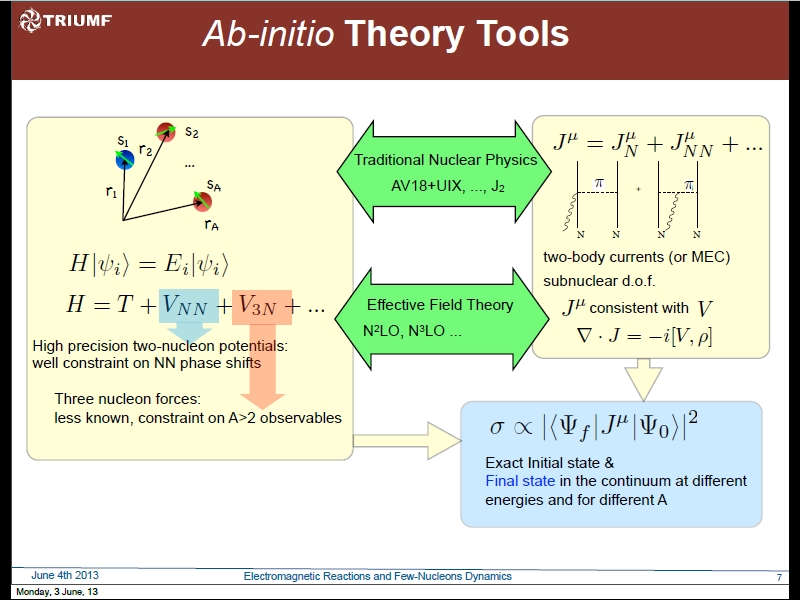 TRIUMF
Ab-initio Theory Tools
s1
s2
r2
...
r1
sA
rA
H|ψi⟩ = Ei|ψi⟩
H = T + VNN + V3N + ...
High precision two-nucleon potentials:
well constraint on NN phase shifts
Three nucleon forces:
less known, constraint on A>2 observables
Traditional Nuclear Physics
AV18+UIX, ..., J2
Effective Field Theory
N²LO, N³LO ...
J^μ = J^μ_N + J^μ_NN + ...
π + π
N N N N
two-body currents (or MEC)
subnuclear d.o.f.
J^μ consistent with V
∇ · J = −i[V, ρ]
σ ∝ |⟨Ψf|J^μ|Ψ0⟩|²
Exact Initial state &
Final state in the continuum at different
energies and for different A
June 4th 2013
Electromagnetic Reactions and Few-Nucleons Dynamics
7
Monday, 3 June, 13